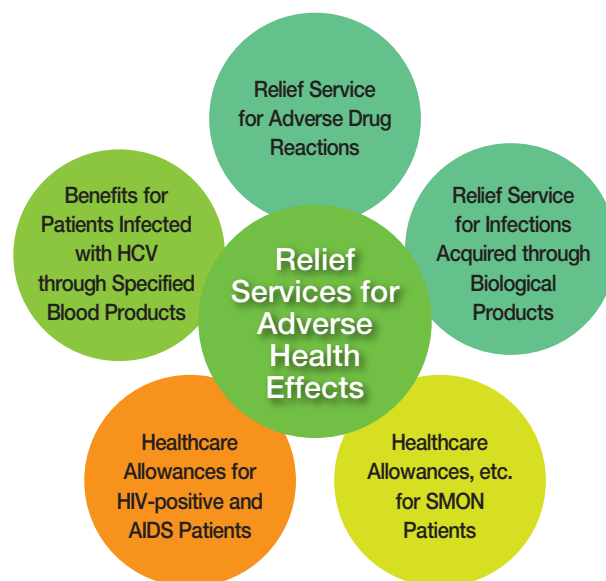 Relief Service
for Adverse Drug
Reactions
Benefits for
Patients Infected
with HCV
through Specified
Blood Products
Relief Service
for Infections
Acquired through
Biological
Products
Relief
Services for
Adverse
Health
Effects
Healthcare
Allowances for
HIV-positive and
AIDS Patients
Healthcare
Allowances, etc.
for SMON
Patients